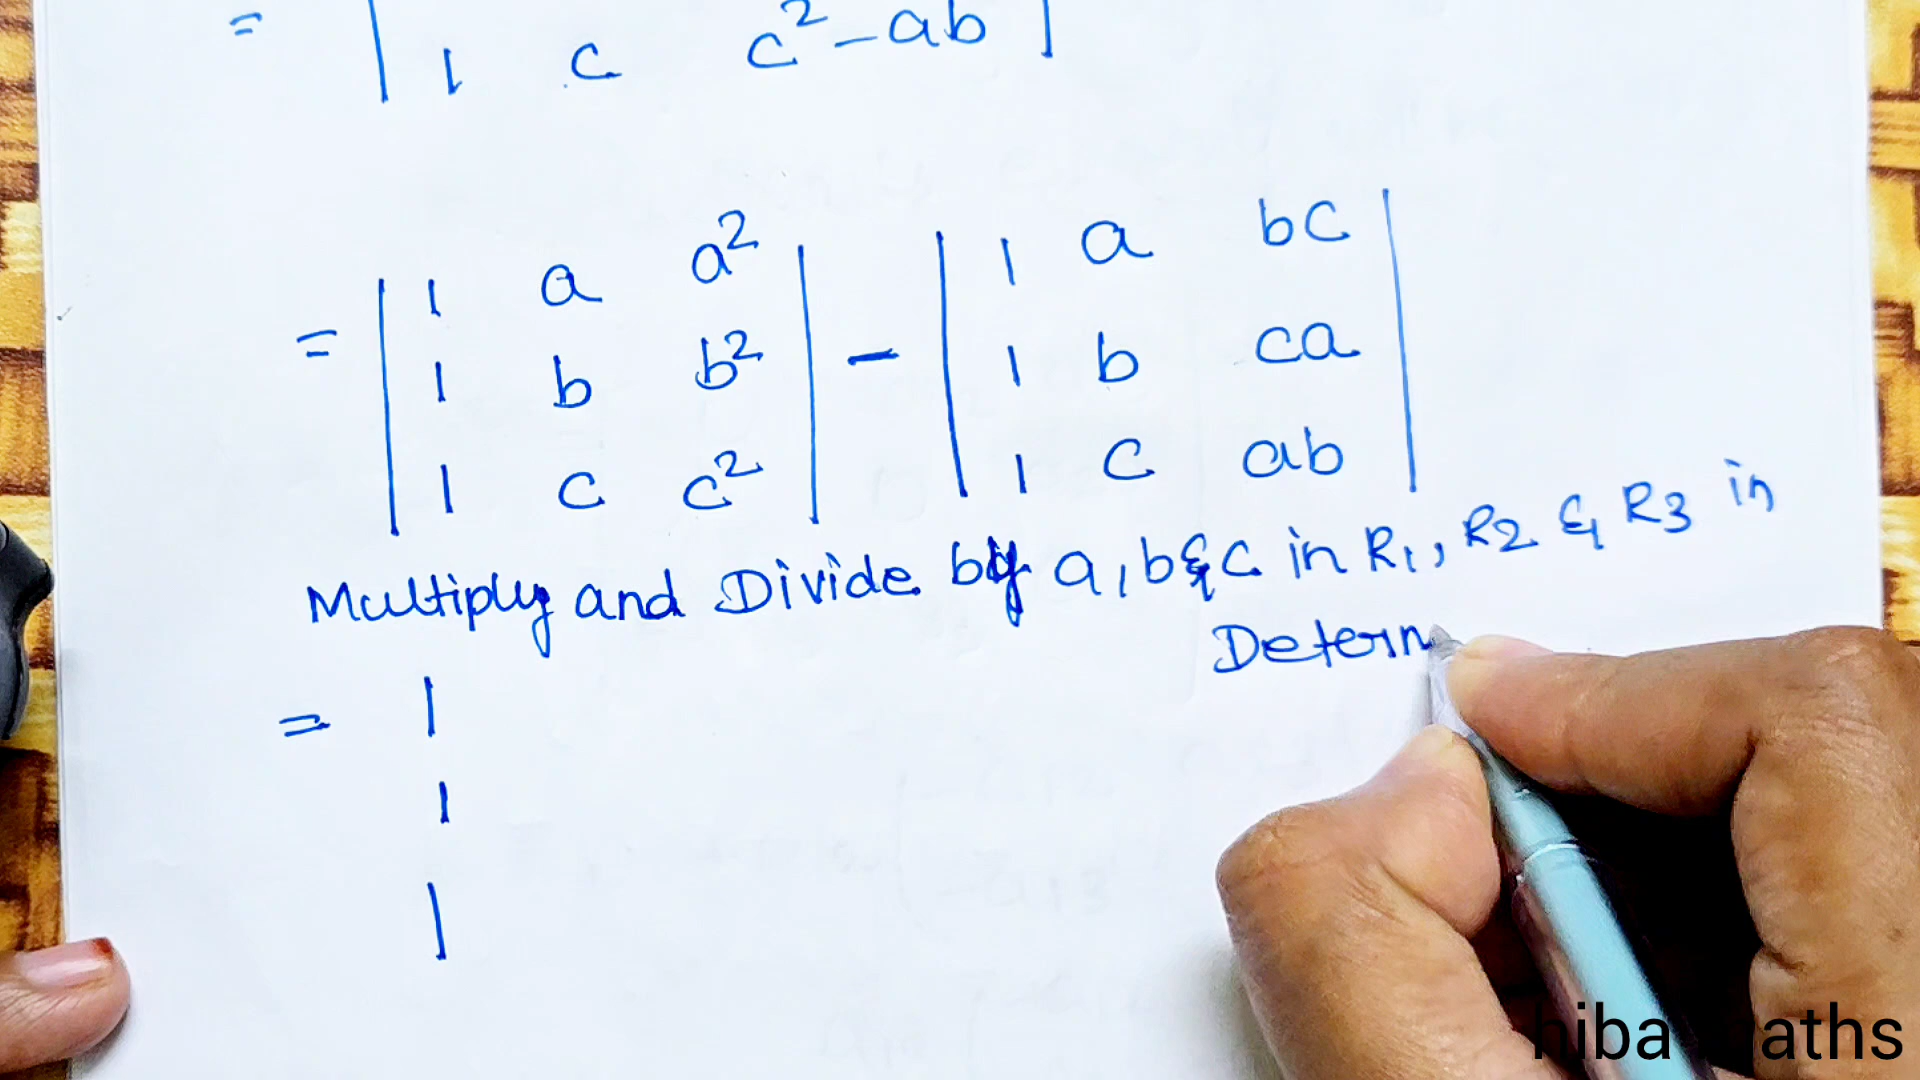 = | 1 c c²-ab |
= | 1 a a² | - | 1 a bc |
| 1 b b² | | 1 b ca |
| 1 c c² | | 1 c ab |
Multiply and Divide by a, b & c in R1, R2 & R3 in
Determ
= 1
1
1
hiba maths